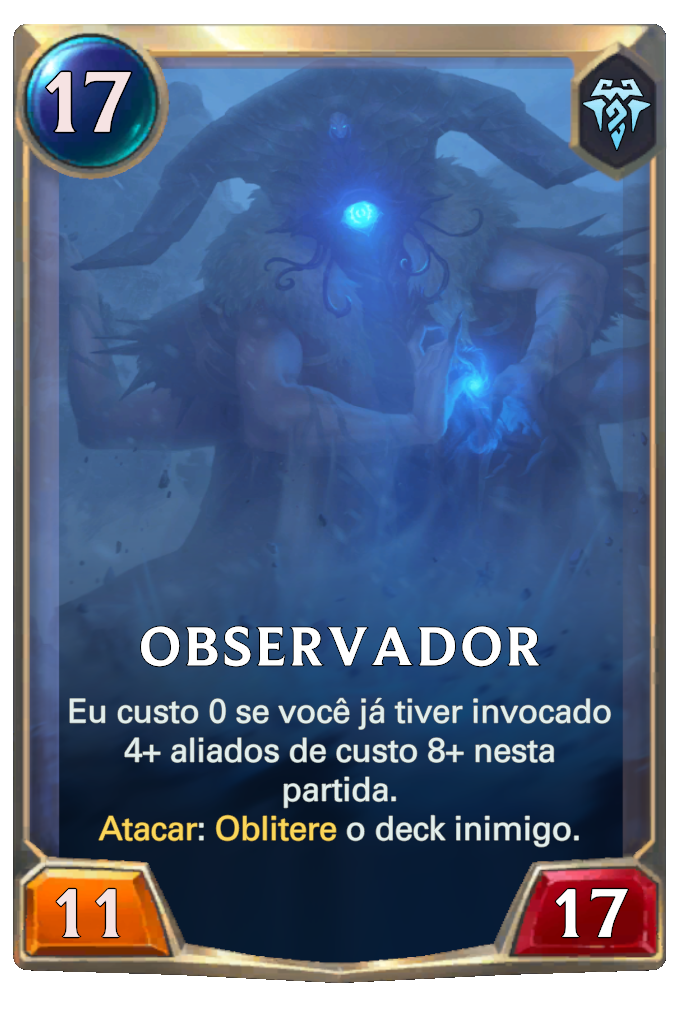 17
OBSERVADOR
Eu custo 0 se você já tiver invocado
4+ aliados de custo 8+ nesta
partida.
Atacar: Oblitere o deck inimigo.
11
17